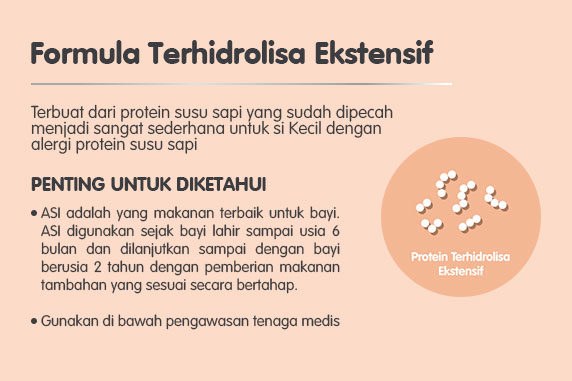 Formula Terhidrolisa Ekstensif
Terbuat dari protein susu sapi yang sudah dipecah
menjadi sangat sederhana untuk si Kecil dengan
alergi protein susu sapi
PENTING UNTUK DIKETAHUI
• ASI adalah yang makanan terbaik untuk bayi.
ASI digunakan sejak bayi lahir sampai usia 6
bulan dan dilanjutkan sampai dengan bayi
berusia 2 tahun dengan pemberian makanan
tambahan yang sesuai secara bertahap.
• Gunakan di bawah pengawasan tenaga medis
Protein Terhidrolisa
Ekstensif